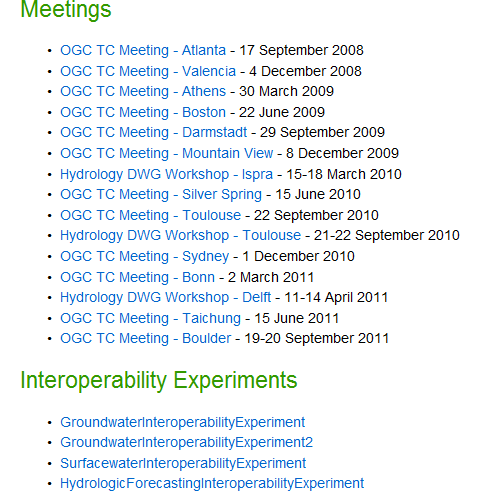 Meetings
• OGC TC Meeting - Atlanta - 17 September 2008
• OGC TC Meeting - Valencia - 4 December 2008
• OGC TC Meeting - Athens - 30 March 2009
• OGC TC Meeting - Boston - 22 June 2009
• OGC TC Meeting - Darmstadt - 29 September 2009
• OGC TC Meeting - Mountain View - 8 December 2009
• Hydrology DWG Workshop - Ispra - 15-18 March 2010
• OGC TC Meeting - Silver Spring - 15 June 2010
• OGC TC Meeting - Toulouse - 22 September 2010
• Hydrology DWG Workshop - Toulouse - 21-22 September 2010
• OGC TC Meeting - Sydney - 1 December 2010
• OGC TC Meeting - Bonn - 2 March 2011
• Hydrology DWG Workshop - Delft - 11-14 April 2011
• OGC TC Meeting - Taichung - 15 June 2011
• OGC TC Meeting - Boulder - 19-20 September 2011
Interoperability Experiments
• GroundwaterInteroperabilityExperiment
• GroundwaterInteroperabilityExperiment2
• SurfacewaterInteroperabilityExperiment
• HydrologicForecastingInteroperabilityExperiment